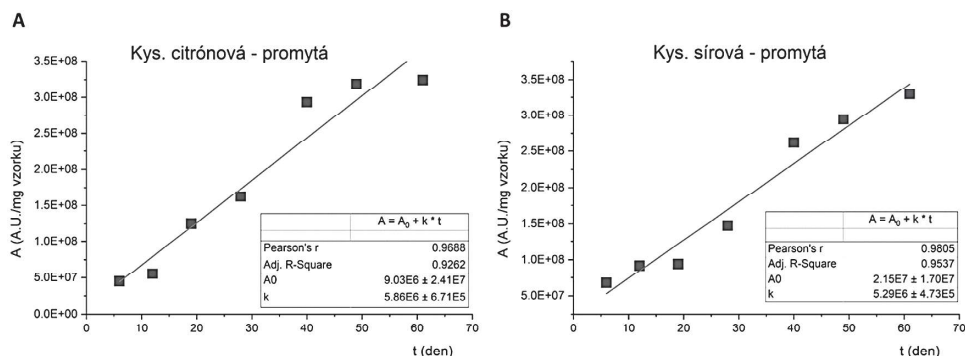 A
Kys. citrónová - promytá
A (A.U./mg vzorku)
3.5E+08
3.0E+08
2.5E+08
2.0E+08
1.5E+08
1.0E+08
5.0E+07
0.0E+00
0 10 20 30 40 50 60 70
t (den)
A = A0 + k * t
Pearson's r 0.9688
Adj. R-Square 0.9262
A0 9.03E6 ± 2.41E7
k 5.86E6 ± 6.71E5
B
Kys. sírová - promytá
A (A.U./mg vzorku)
3.5E+08
3.0E+08
2.5E+08
2.0E+08
1.5E+08
1.0E+08
5.0E+07
0 10 20 30 40 50 60 70
t (den)
A = A0 + k * t
Pearson's r 0.9805
Adj. R-Square 0.9537
A0 2.15E7 ± 1.70E7
k 5.29E6 ± 4.73E5